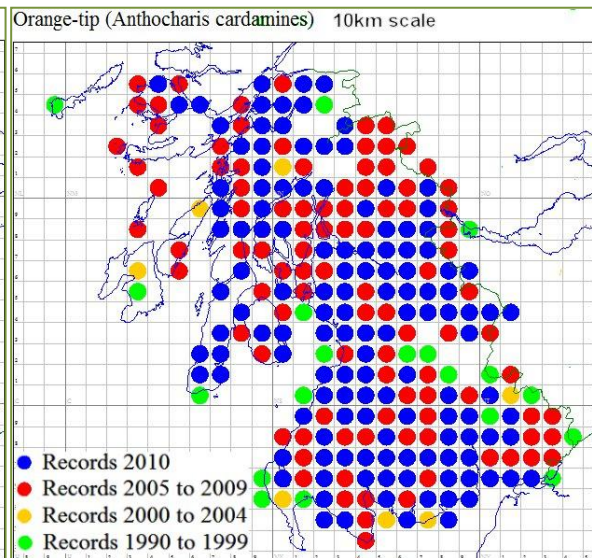 Orange-tip (Anthocharis cardamines) 10km scale
Records 2010
Records 2005 to 2009
Records 2000 to 2004
Records 1990 to 1999